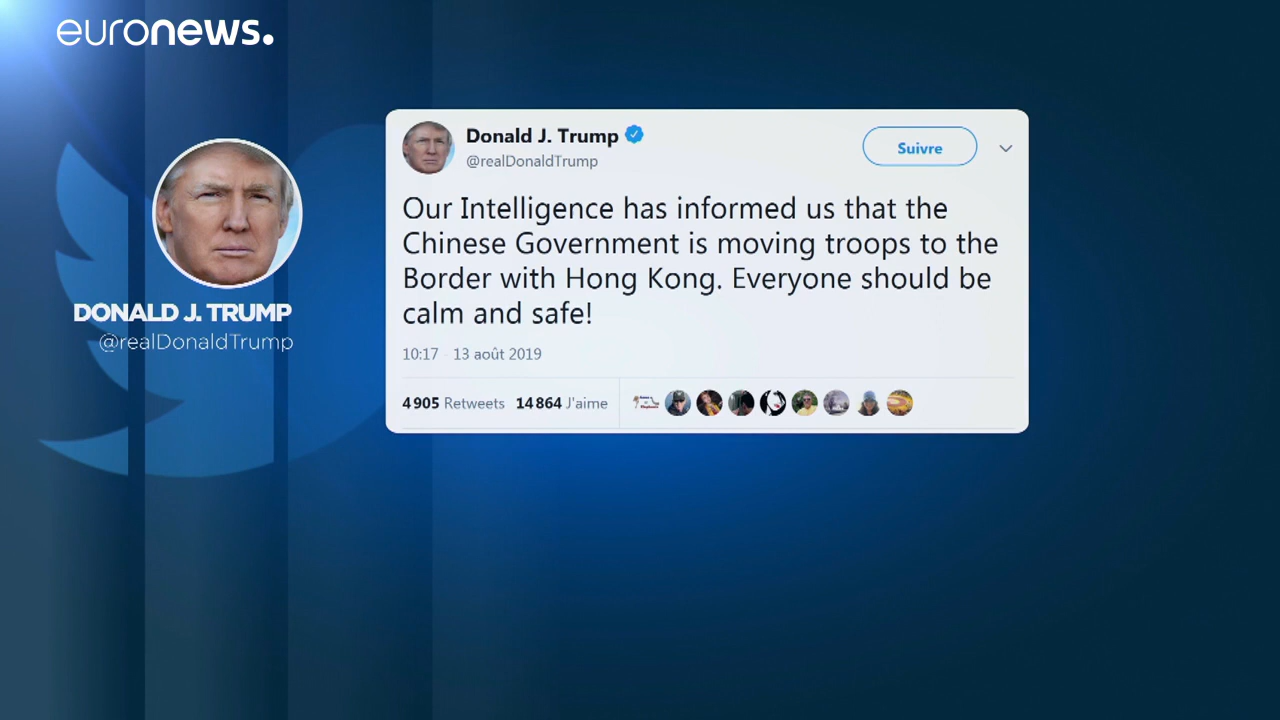 euronews.
DONALD J. TRUMP
@realDonaldTrump
Donald J. Trump
@realDonaldTrump
Suivre
Our Intelligence has informed us that the
Chinese Government is moving troops to the
Border with Hong Kong. Everyone should be
calm and safe!
10:17 - 13 août 2019
4 905 Retweets 14 864 J'aime